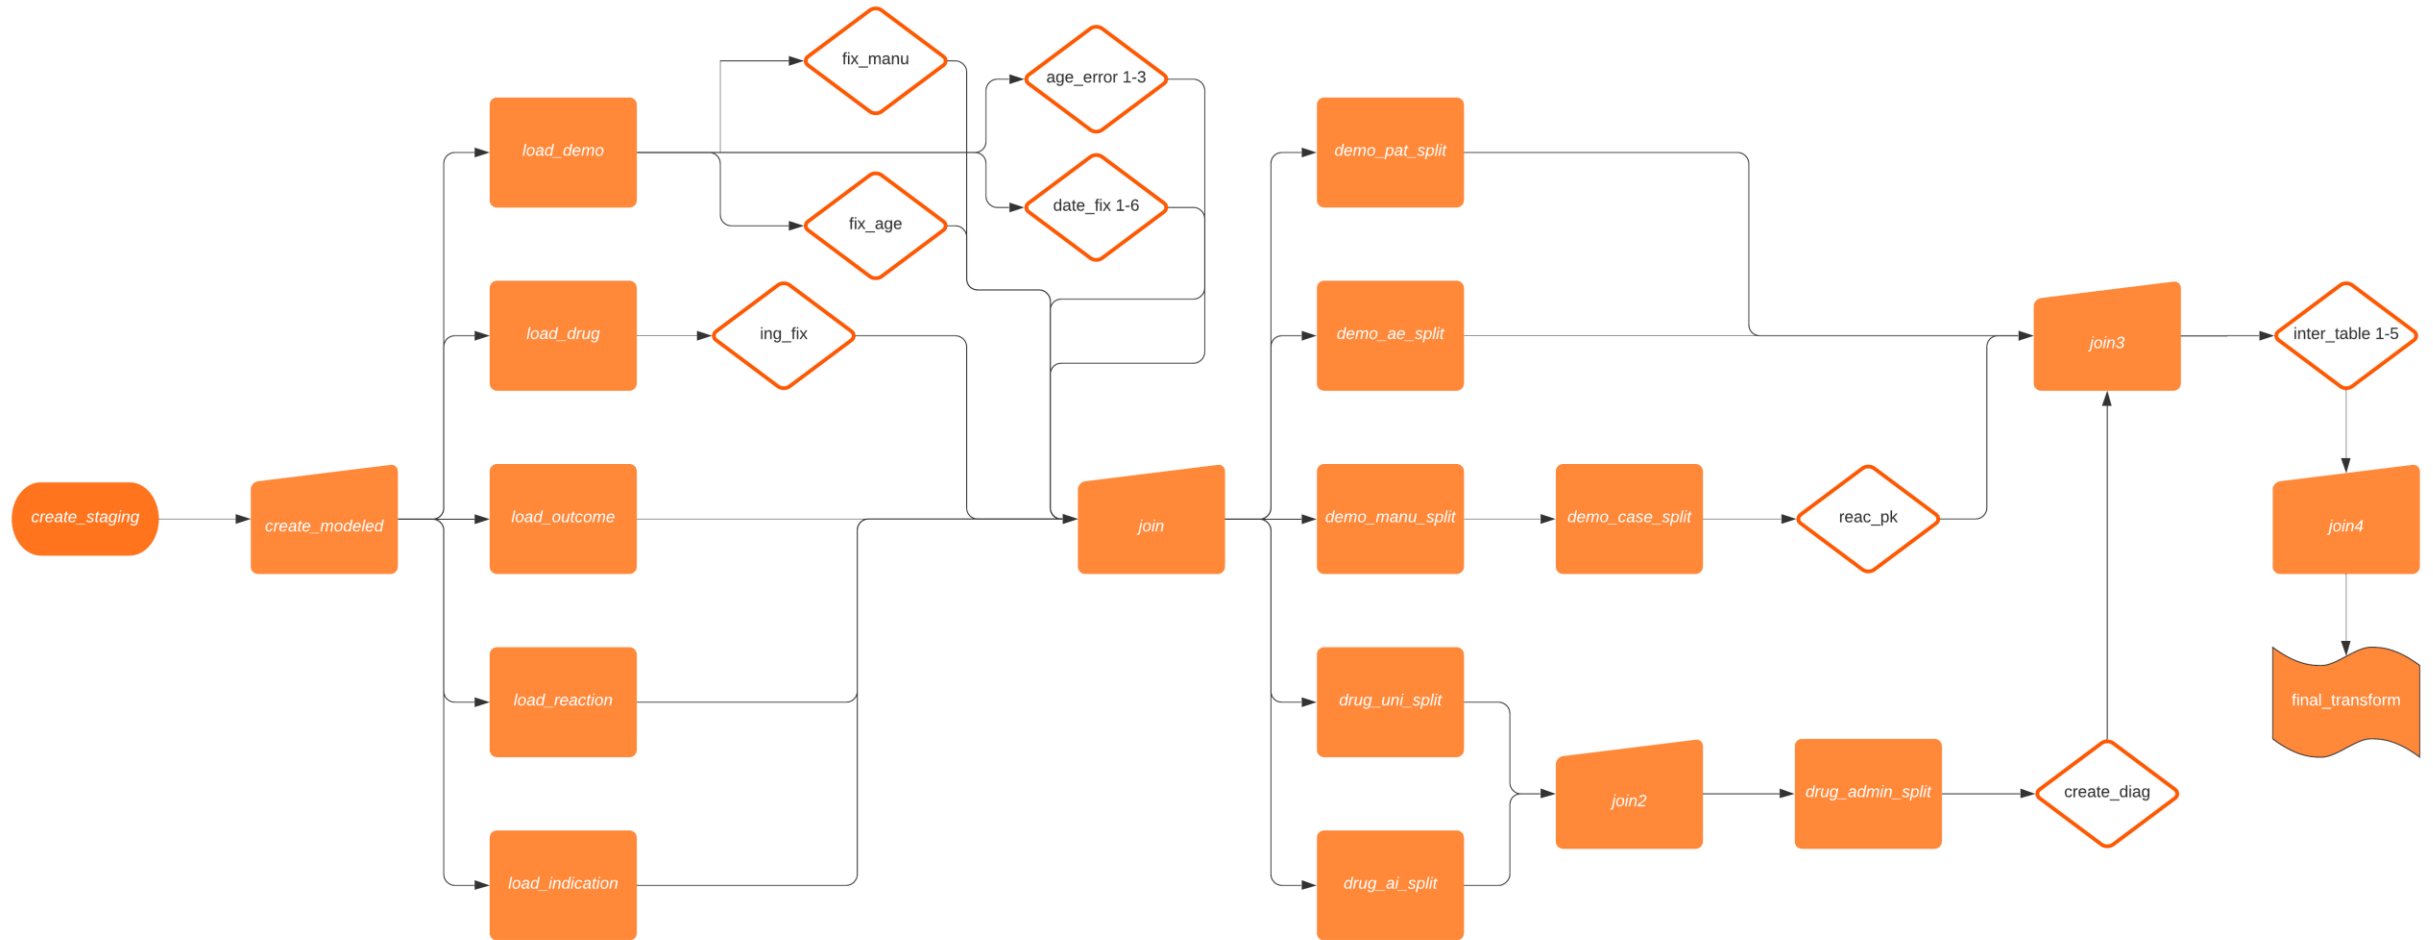 create_staging
create_modeled
load_demo
load_drug
load_outcome
load_reaction
load_indication
fix_manu
fix_age
ing_fix
age_error 1-3
date_fix 1-6
join
demo_pat_split
demo_ae_split
demo_manu_split
drug_uni_split
drug_ai_split
demo_case_split
join2
reac_pk
drug_admin_split
join3
create_diag
inter_table 1-5
join4
final_transform